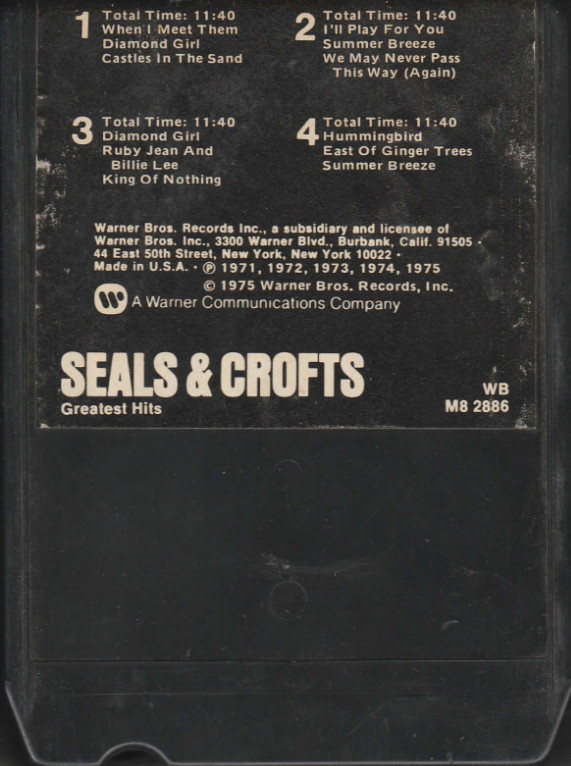 1 Total Time: 11:40
When I Meet Them
Diamond Girl
Castles In The Sand
2 Total Time: 11:40
I'll Play For You
Summer Breeze
We May Never Pass
This Way (Again)
3 Total Time: 11:40
Diamond Girl
Ruby Jean And
Billie Lee
King Of Nothing
4 Total Time: 11:40
Hummingbird
East Of Ginger Trees
Summer Breeze
Warner Bros. Records Inc., a subsidiary and licensee of
Warner Bros. Inc., 3300 Warner Blvd., Burbank, Calif. 91505 ·
44 East 50th Street, New York, New York 10022 ·
Made in U.S.A. · ℗ 1971, 1972, 1973, 1974, 1975
© 1975 Warner Bros. Records, Inc.
A Warner Communications Company
SEALS & CROFTS
Greatest Hits
WB
M8 2886